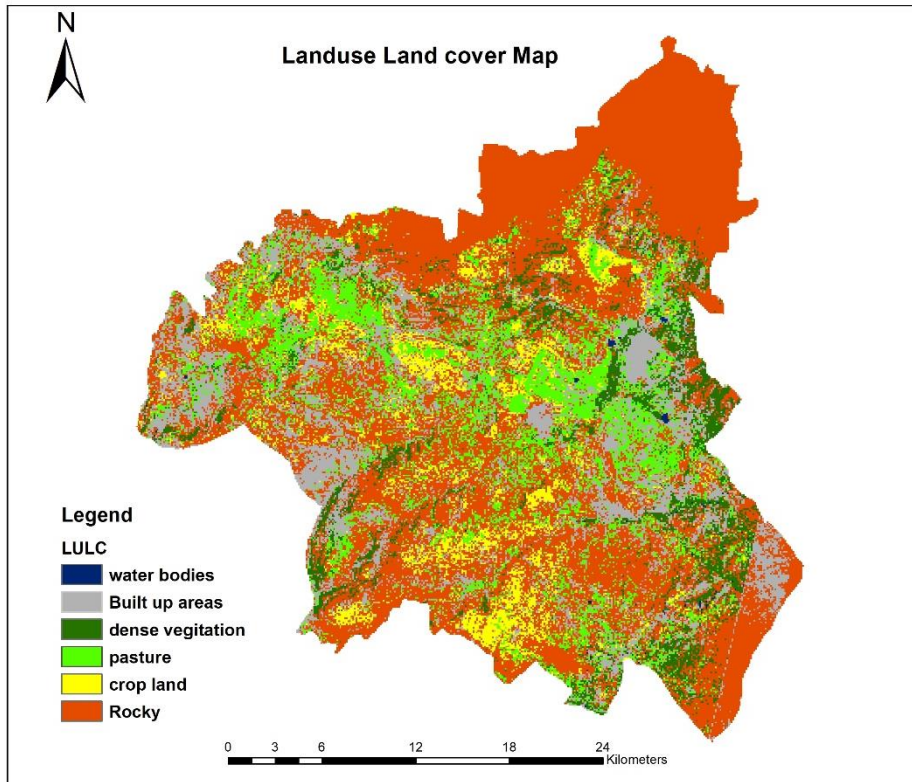 N
Landuse Land cover Map
Legend
LULC
water bodies
Built up areas
dense vegitation
pasture
crop land
Rocky
0 3 6 12 18 24
Kilometers